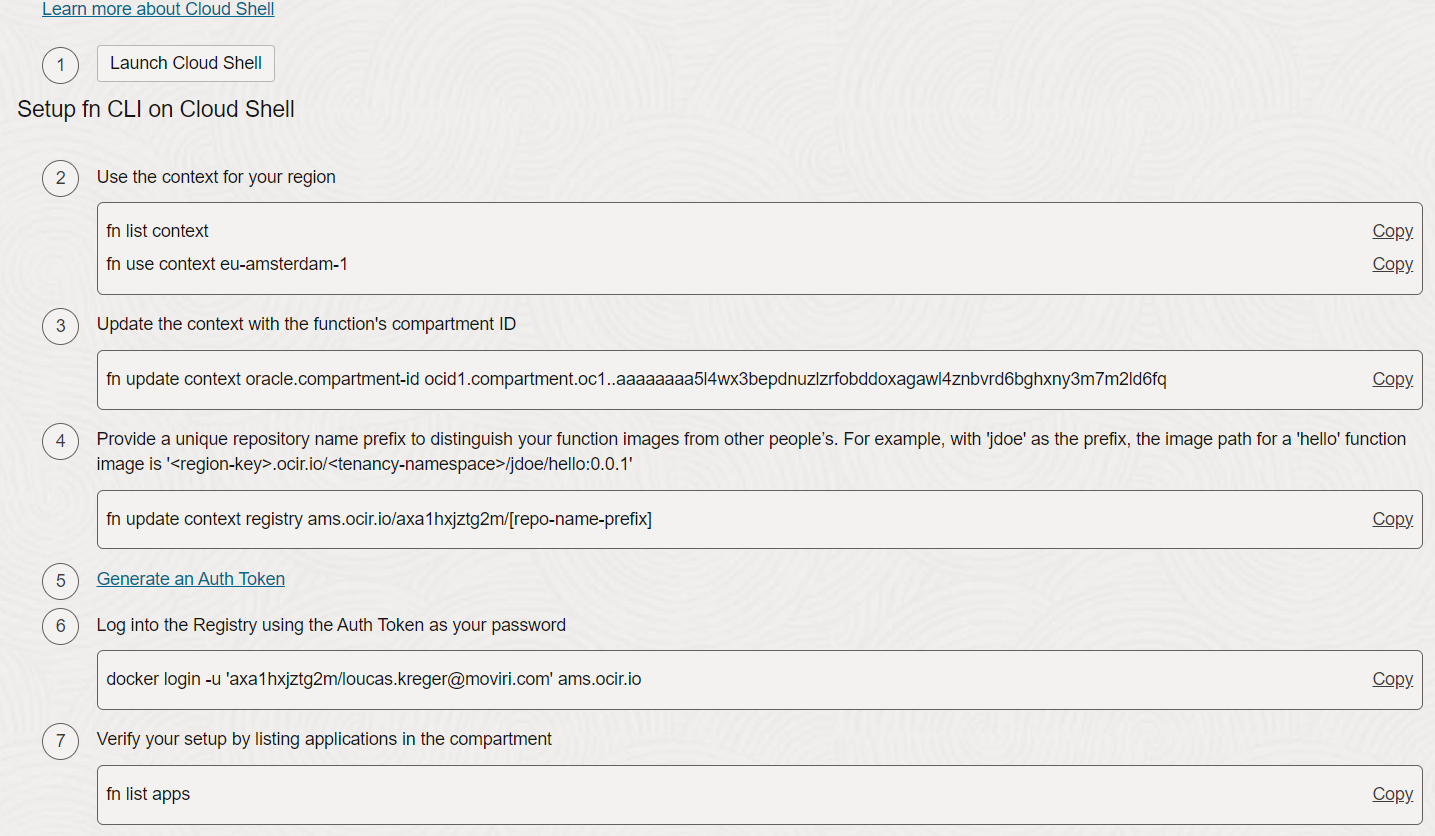 Learn more about Cloud Shell
1 Launch Cloud Shell
Setup fn CLI on Cloud Shell
2 Use the context for your region
fn list context Copy
fn use context eu-amsterdam-1 Copy
3 Update the context with the function's compartment ID
fn update context oracle.compartment-id ocid1.compartment.oc1..aaaaaaaa5l4wx3bepdnuzlzrfobddoxagawl4znbvrd6bghxny3m7m2ld6fq Copy
4 Provide a unique repository name prefix to distinguish your function images from other people’s. For example, with 'jdoe' as the prefix, the image path for a 'hello' function
image is '<region-key>.ocir.io/<tenancy-namespace>/jdoe/hello:0.0.1'
fn update context registry ams.ocir.io/axa1hxjztg2m/[repo-name-prefix] Copy
5 Generate an Auth Token
6 Log into the Registry using the Auth Token as your password
docker login -u 'axa1hxjztg2m/loucas.kreger@moviri.com' ams.ocir.io Copy
7 Verify your setup by listing applications in the compartment
fn list apps Copy